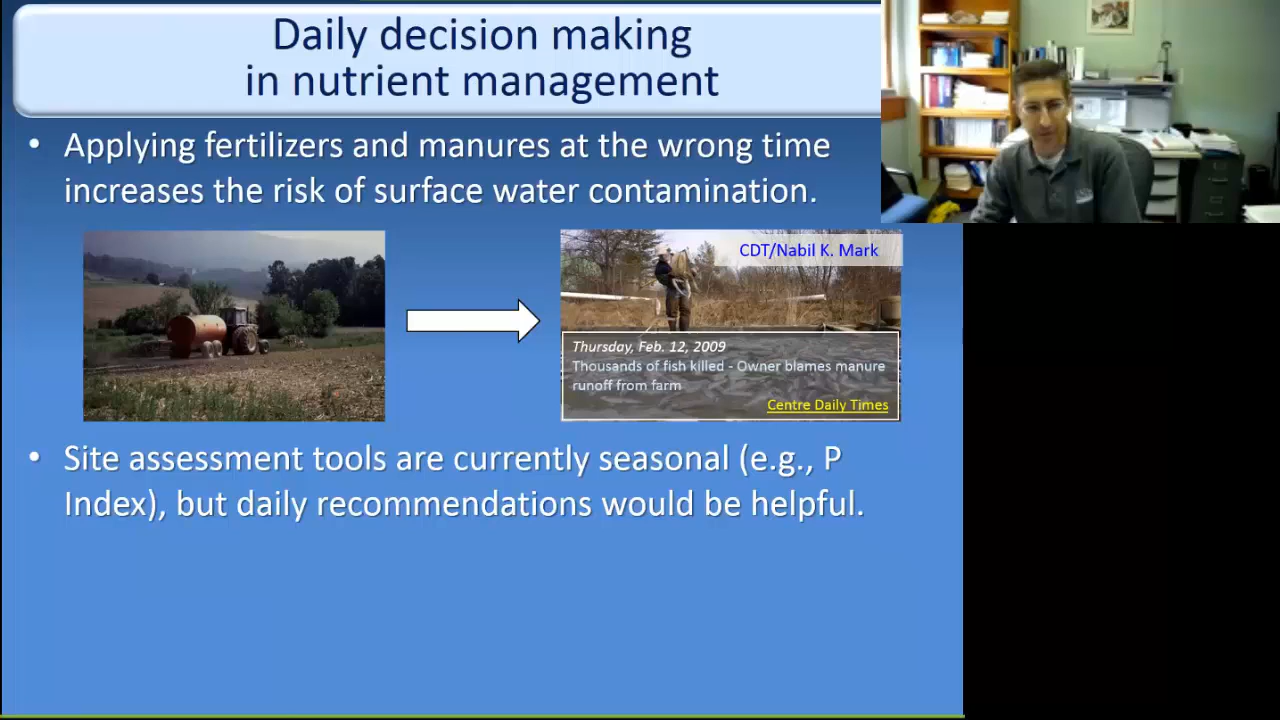 Daily decision making
in nutrient management
• Applying fertilizers and manures at the wrong time
increases the risk of surface water contamination.
CDT/Nabil K. Mark
Thursday, Feb. 12, 2009
Thousands of fish killed - Owner blames manure
runoff from farm
Centre Daily Times
• Site assessment tools are currently seasonal (e.g., P
Index), but daily recommendations would be helpful.